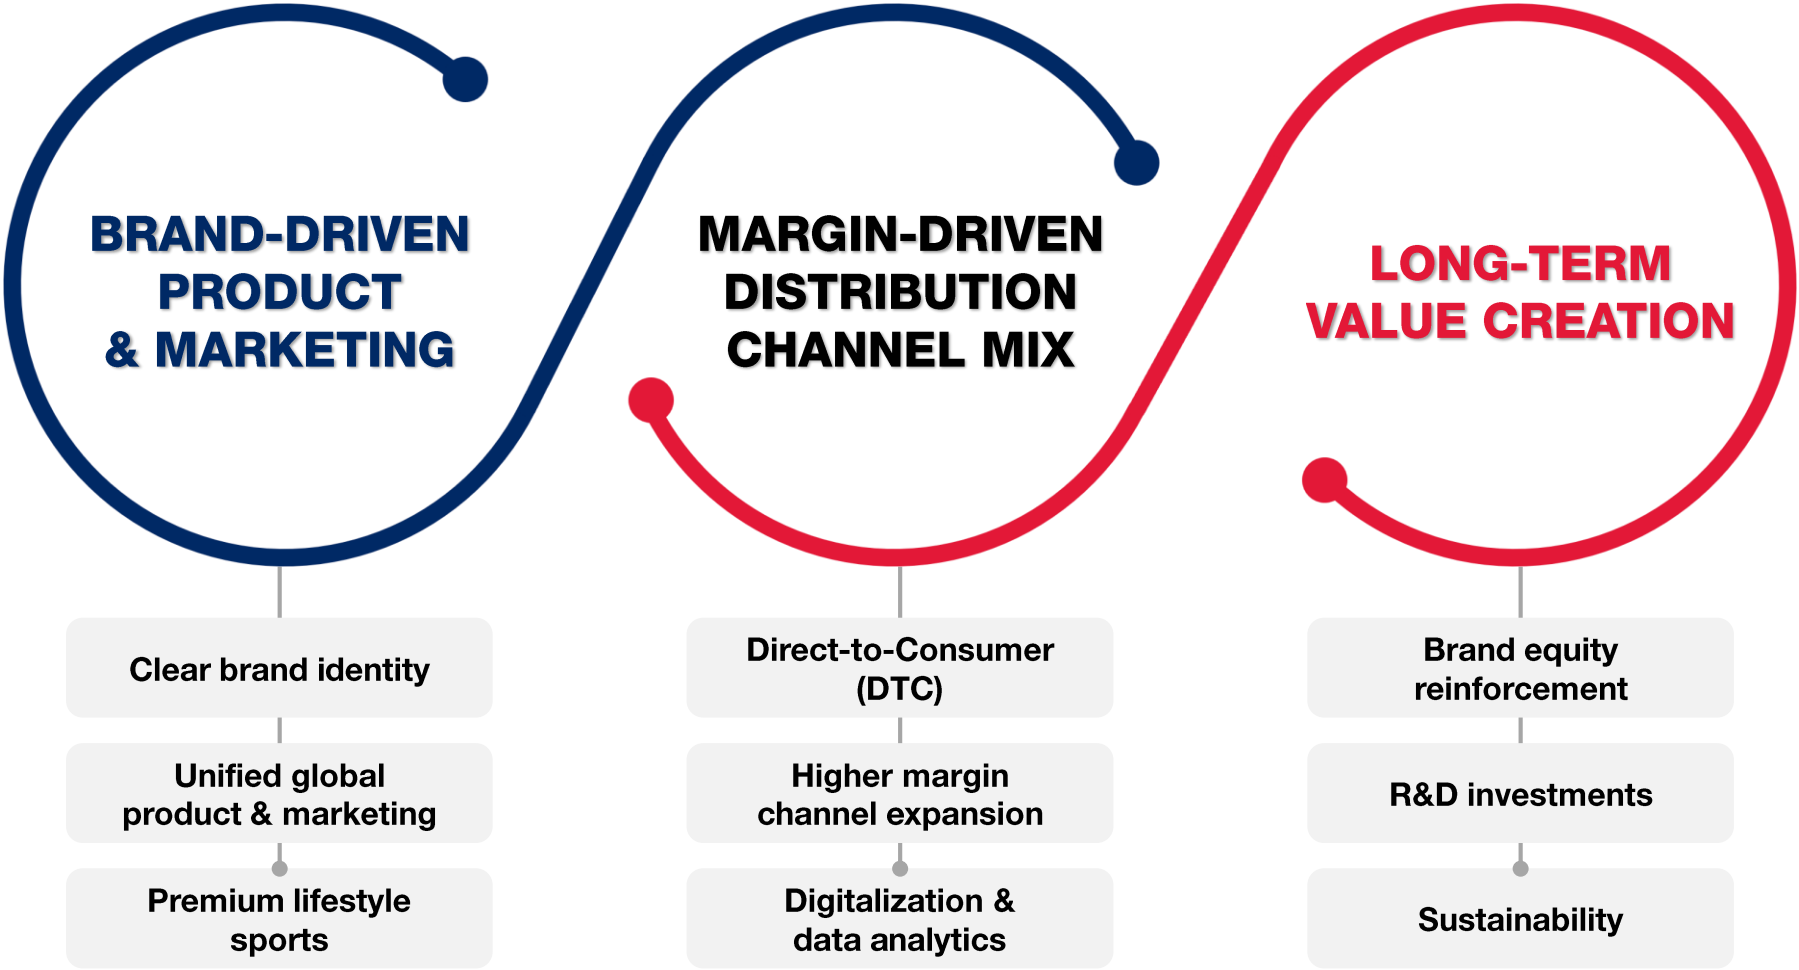 BRAND-DRIVEN
PRODUCT
& MARKETING
Clear brand identity
Unified global
product & marketing
Premium lifestyle
sports
MARGIN-DRIVEN
DISTRIBUTION
CHANNEL MIX
Direct-to-Consumer
(DTC)
Higher margin
channel expansion
Digitalization &
data analytics
LONG-TERM
VALUE CREATION
Brand equity
reinforcement
R&D investments
Sustainability